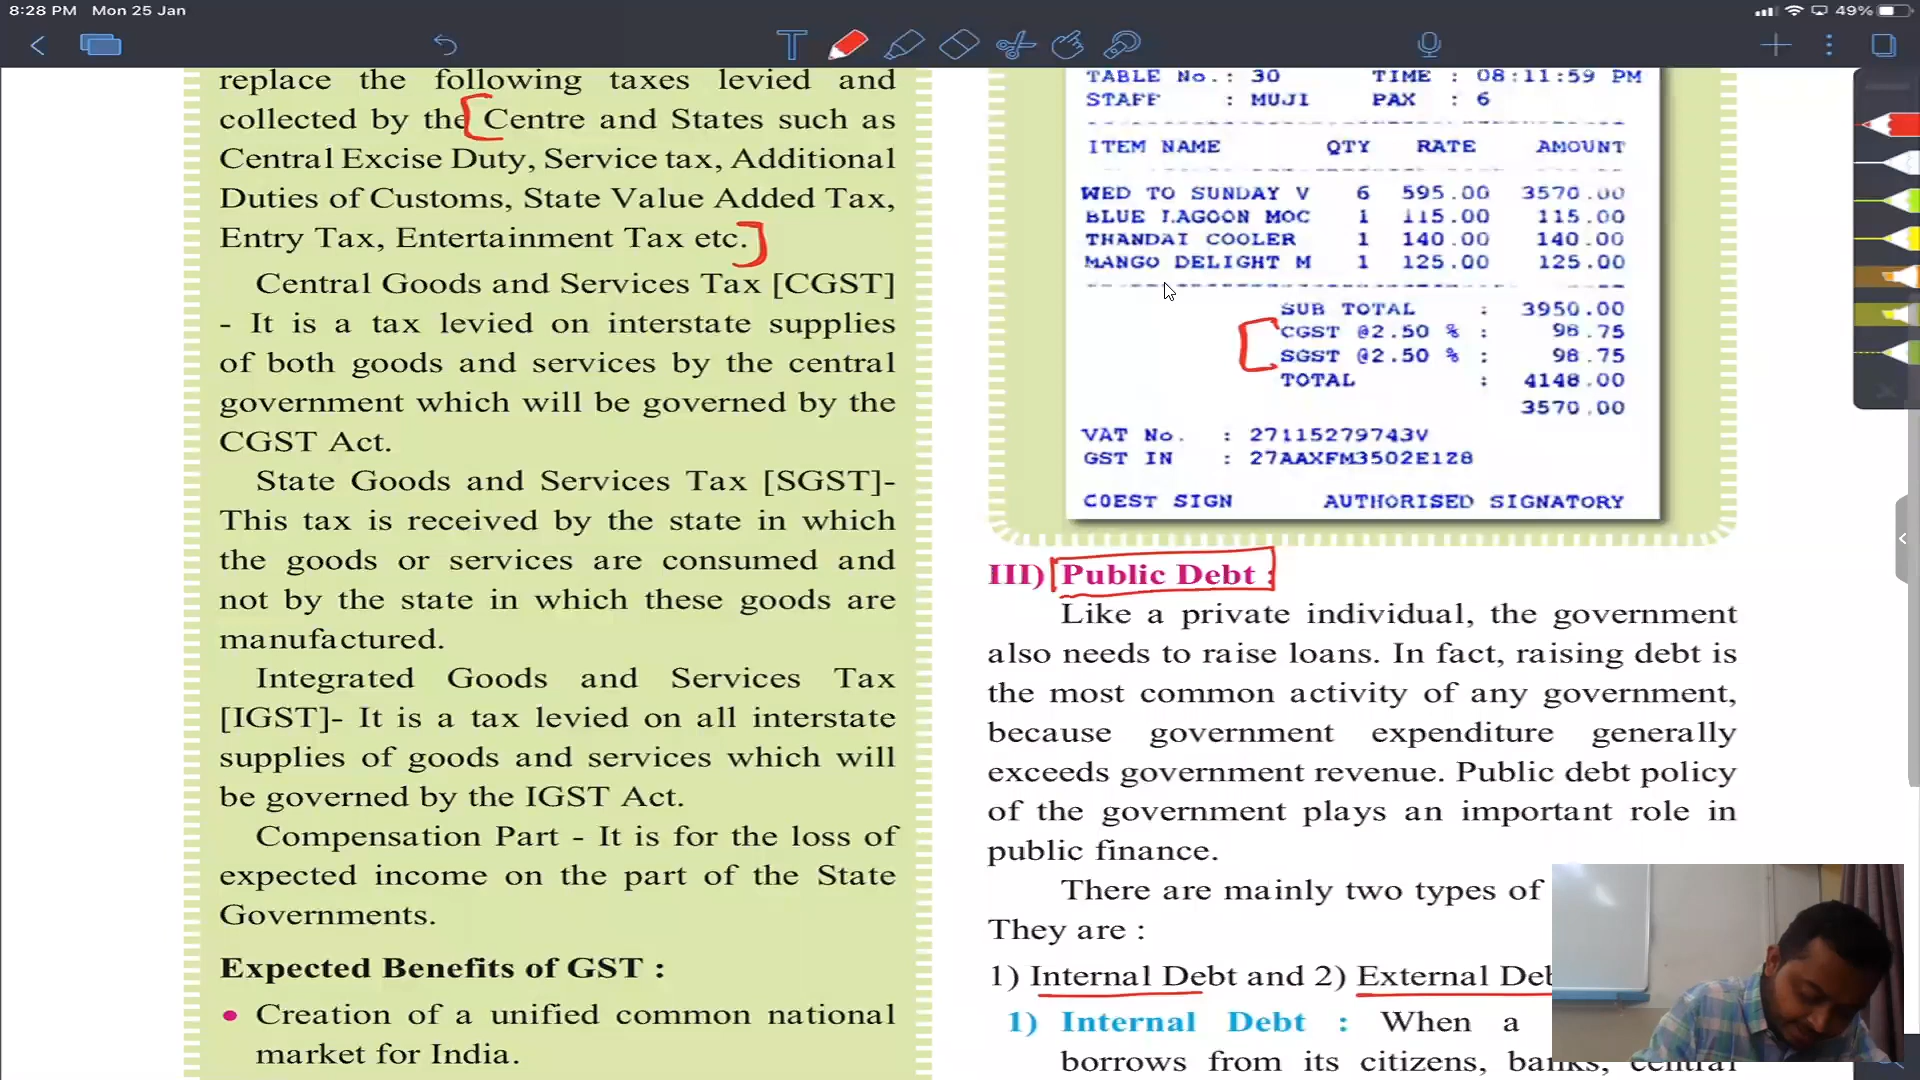 8:28 PM Mon 25 Jan
49%
replace the following taxes levied and
collected by the Centre and States such as
Central Excise Duty, Service tax, Additional
Duties of Customs, State Value Added Tax,
Entry Tax, Entertainment Tax etc.
Central Goods and Services Tax [CGST]
- It is a tax levied on interstate supplies
of both goods and services by the central
government which will be governed by the
CGST Act.
State Goods and Services Tax [SGST]-
This tax is received by the state in which
the goods or services are consumed and
not by the state in which these goods are
manufactured.
Integrated Goods and Services Tax
[IGST]- It is a tax levied on all interstate
supplies of goods and services which will
be governed by the IGST Act.
Compensation Part - It is for the loss of
expected income on the part of the State
Governments.
Expected Benefits of GST :
• Creation of a unified common national
market for India.
TABLE No.: 30 TIME : 08:11:59 PM
STAFF : MUJI PAX : 6
ITEM NAME QTY RATE AMOUNT
WED TO SUNDAY V 6 595.00 3570.00
BLUE LAGOON MOC 1 115.00 115.00
THANDAI COOLER 1 140.00 140.00
MANGO DELIGHT M 1 125.00 125.00
SUB TOTAL : 3950.00
CGST @2.50 % : 98.75
SGST @2.50 % : 98.75
TOTAL : 4148.00
3570.00
VAT No. : 27115279743V
GST IN : 27AAXFM3502E1Z8
COEST SIGN AUTHORISED SIGNATORY
III) Public Debt :
Like a private individual, the government
also needs to raise loans. In fact, raising debt is
the most common activity of any government,
because government expenditure generally
exceeds government revenue. Public debt policy
of the government plays an important role in
public finance.
There are mainly two types of
They are :
1) Internal Debt and 2) External Deb
1) Internal Debt : When a
borrows from its citizens, banks, central